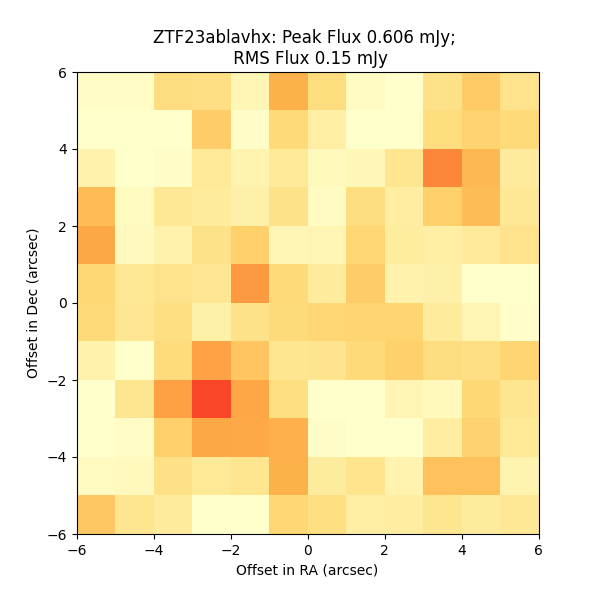 ZTF23ablavhx: Peak Flux 0.606 mJy;
RMS Flux 0.15 mJy
6
4
2
0
−2
−4
−6
Offset in Dec (arcsec)
−6 −4 −2 0 2 4 6
Offset in RA (arcsec)